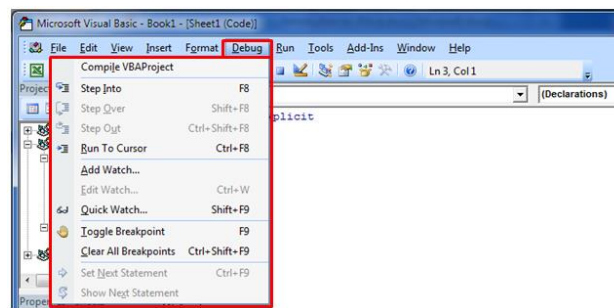 Microsoft Visual Basic - Book1 - [Sheet1 (Code)]
File Edit View Insert Format Debug Run Tools Add-Ins Window Help
Compile VBAProject
Ln 3, Col 1
Projec
Step Into F8
(Declarations)
Step Over Shift+F8
plicit
Step Out Ctrl+Shift+F8
Run To Cursor Ctrl+F8
Add Watch...
Edit Watch... Ctrl+W
Quick Watch... Shift+F9
Toggle Breakpoint F9
Clear All Breakpoints Ctrl+Shift+F9
Set Next Statement Ctrl+F9
Show Next Statement
Proper